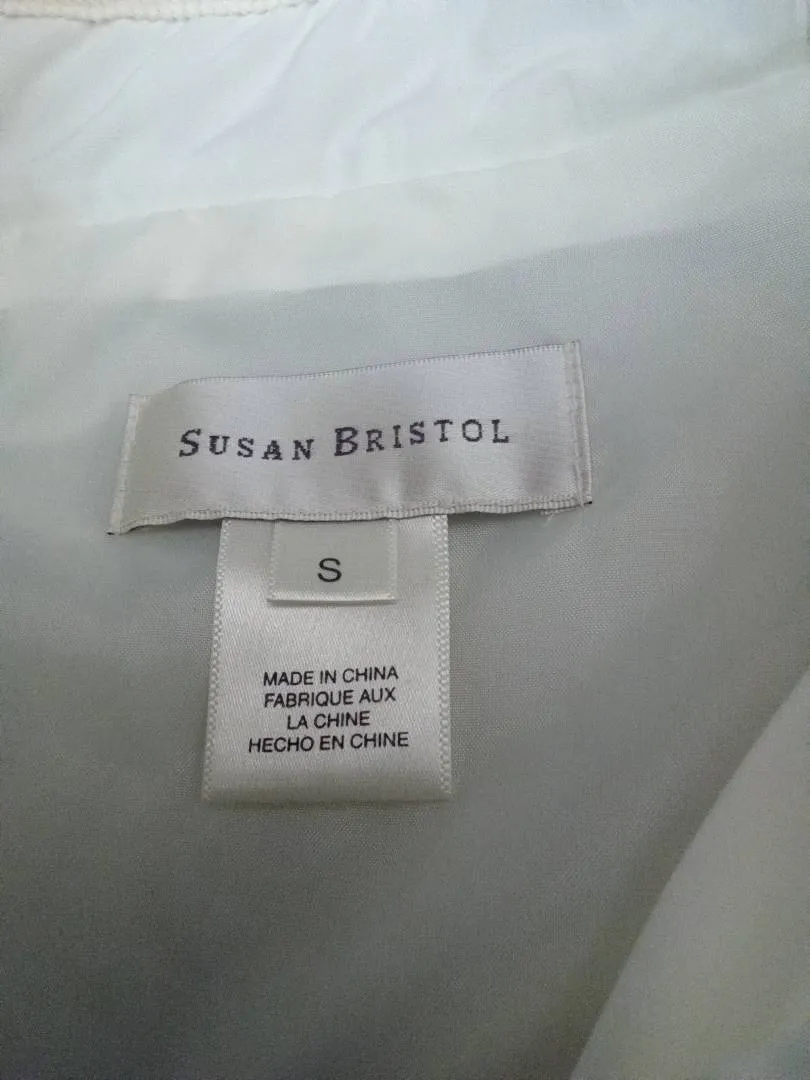 SUSAN BRISTOL
S
MADE IN CHINA
FABRIQUE AUX
LA CHINE
HECHO EN CHINE